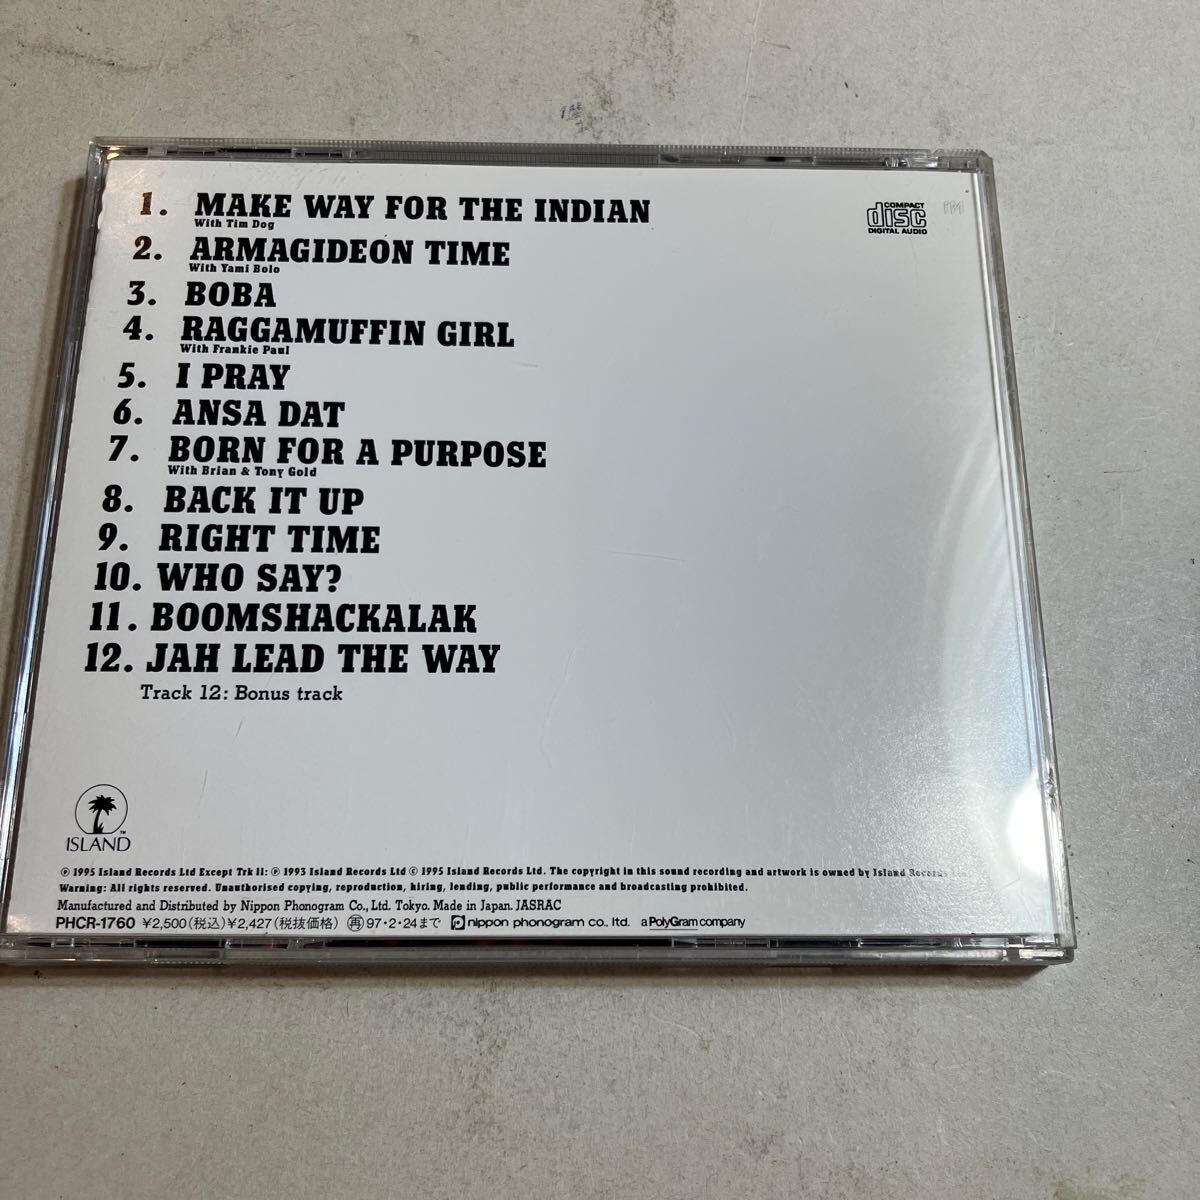 1. MAKE WAY FOR THE INDIAN
With Tim Dog
2. ARMAGIDEON TIME
With Yami Bolo
3. BOBA
4. RAGGAMUFFIN GIRL
With Frankie Paul
5. I PRAY
6. ANSA DAT
7. BORN FOR A PURPOSE
With Brian & Tony Gold
8. BACK IT UP
9. RIGHT TIME
10. WHO SAY?
11. BOOMSHACKALAK
12. JAH LEAD THE WAY
Track 12: Bonus track
COMPACT
disc
DIGITAL AUDIO
TM
ISLAND
℗ 1995 Island Records Ltd Except Trk 11: ℗ 1993 Island Records Ltd © 1995 Island Records Ltd. The copyright in this sound recording and artwork is owned by Island Records
Warning: All rights reserved. Unauthorised copying, reproduction, hiring, lending, public performance and broadcasting prohibited.
Manufactured and Distributed by Nippon Phonogram Co., Ltd. Tokyo. Made in Japan. JASRAC
PHCR-1760 ¥2,500(税込)¥2,427(税抜価格) 再 97・2・24まで nippon phonogram co., ltd. a PolyGram company